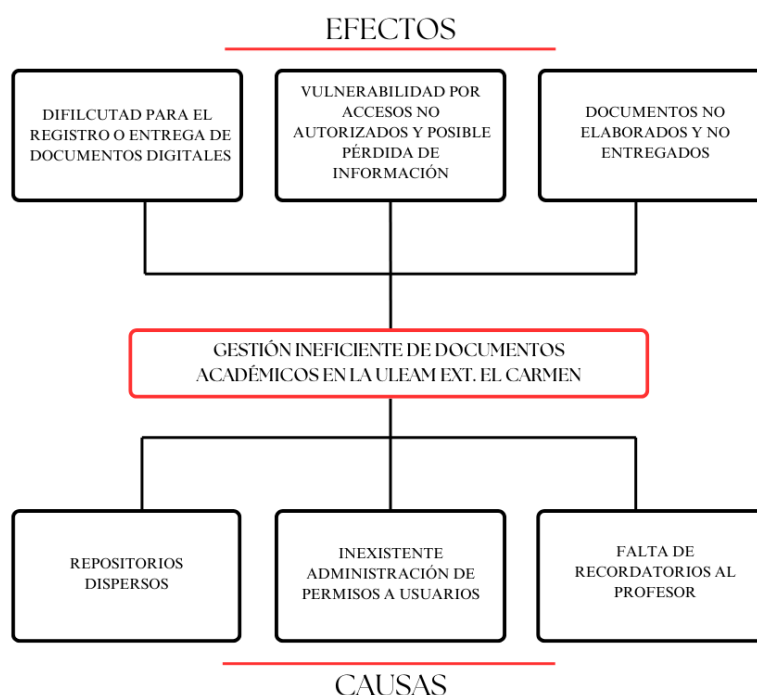 EFECTOS
DIFILCUTAD PARA EL
REGISTRO O ENTREGA DE
DOCUMENTOS DIGITALES
VULNERABILIDAD POR
ACCESOS NO
AUTORIZADOS Y POSIBLE
PÉRDIDA DE
INFORMACIÓN
DOCUMENTOS NO
ELABORADOS Y NO
ENTREGADOS
GESTIÓN INEFICIENTE DE DOCUMENTOS
ACADÉMICOS EN LA ULEAM EXT. EL CARMEN
REPOSITORIOS
DISPERSOS
INEXISTENTE
ADMINISTRACIÓN DE
PERMISOS A USUARIOS
FALTA DE
RECORDATORIOS AL
PROFESOR
CAUSAS